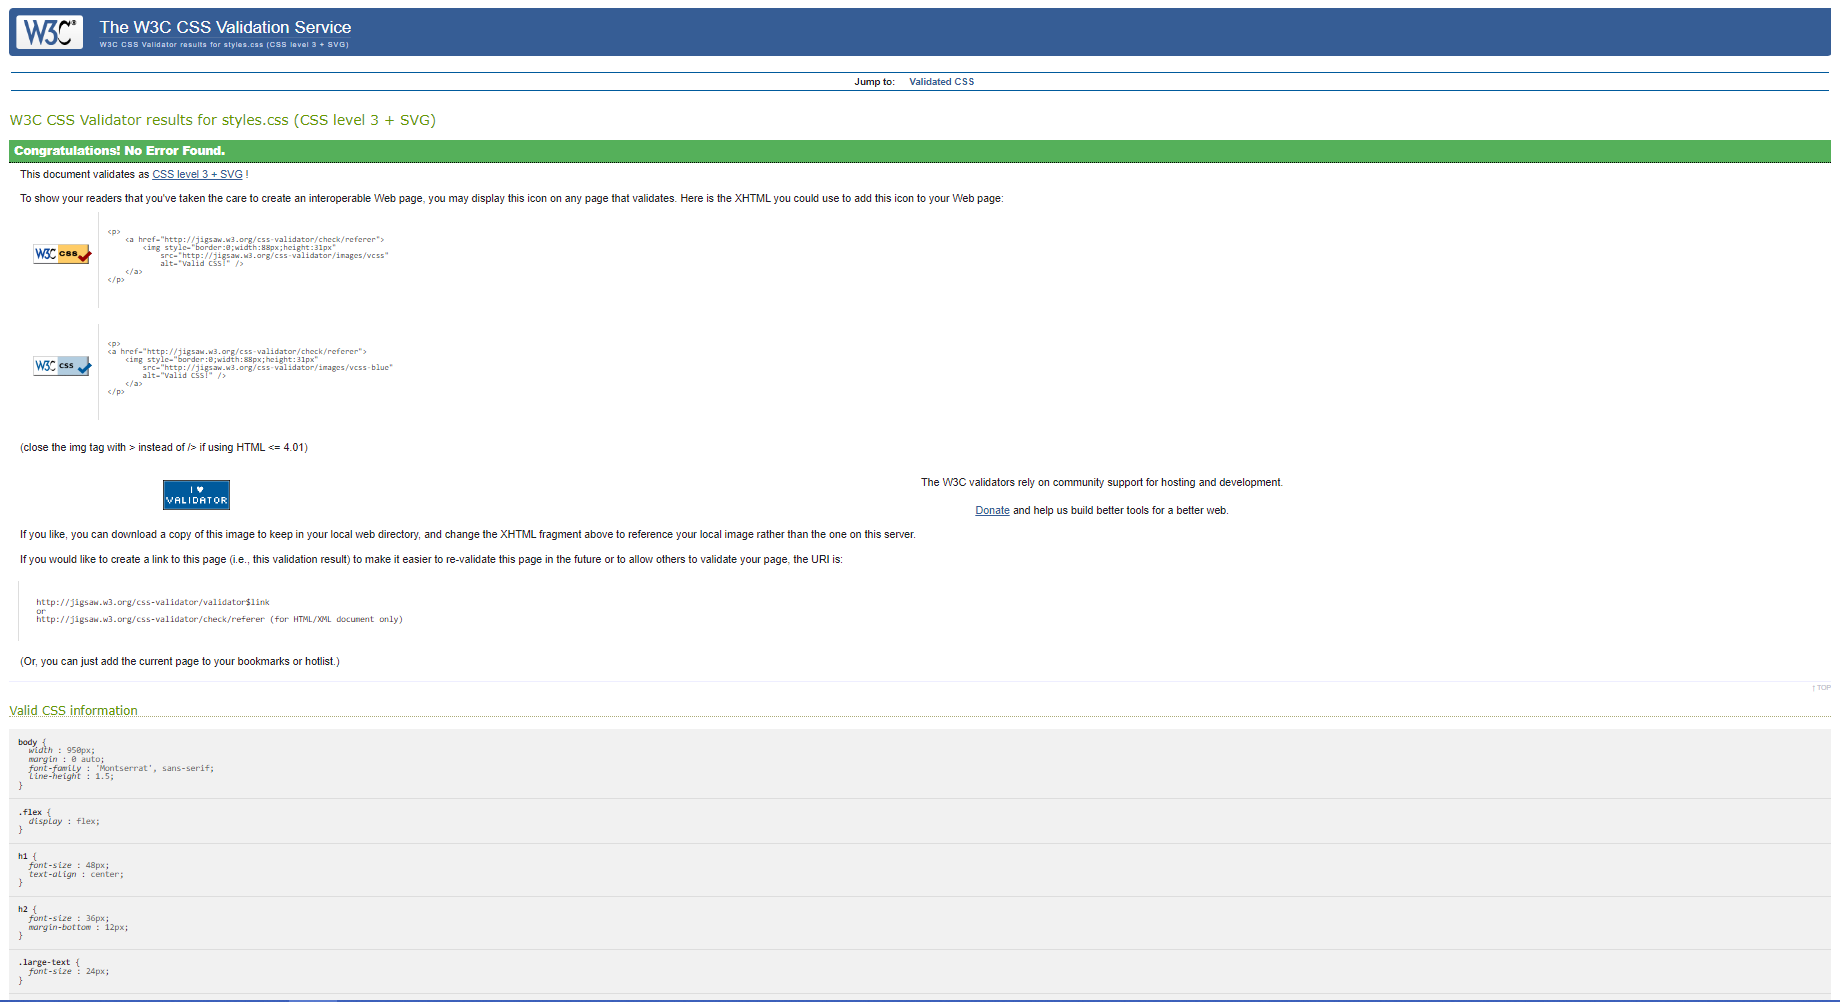 W3C®
The W3C CSS Validation Service
W3C CSS Validator results for styles.css (CSS level 3 + SVG)
Jump to: Validated CSS
W3C CSS Validator results for styles.css (CSS level 3 + SVG)
Congratulations! No Error Found.
This document validates as CSS level 3 + SVG !
To show your readers that you've taken the care to create an interoperable Web page, you may display this icon on any page that validates. Here is the XHTML you could use to add this icon to your Web page:
W3C css
<p>
<a href="http://jigsaw.w3.org/css-validator/check/referer">
<img style="border:0;width:88px;height:31px"
src="http://jigsaw.w3.org/css-validator/images/vcss"
alt="Valid CSS!" />
</a>
</p>
W3C css
<p>
<a href="http://jigsaw.w3.org/css-validator/check/referer">
<img style="border:0;width:88px;height:31px"
src="http://jigsaw.w3.org/css-validator/images/vcss-blue"
alt="Valid CSS!" />
</a>
</p>
(close the img tag with > instead of /> if using HTML <= 4.01)
I ♥
VALIDATOR
The W3C validators rely on community support for hosting and development.
Donate and help us build better tools for a better web.
If you like, you can download a copy of this image to keep in your local web directory, and change the XHTML fragment above to reference your local image rather than the one on this server.
If you would like to create a link to this page (i.e., this validation result) to make it easier to re-validate this page in the future or to allow others to validate your page, the URI is:
http://jigsaw.w3.org/css-validator/validator$link
or
http://jigsaw.w3.org/css-validator/check/referer (for HTML/XML document only)
(Or, you can just add the current page to your bookmarks or hotlist.)
↑ TOP
Valid CSS information
body {
width : 950px;
margin : 0 auto;
font-family : 'Montserrat', sans-serif;
line-height : 1.5;
}
.flex {
display : flex;
}
h1 {
font-size : 48px;
text-align : center;
}
h2 {
font-size : 36px;
margin-bottom : 12px;
}
.large-text {
font-size : 24px;
}